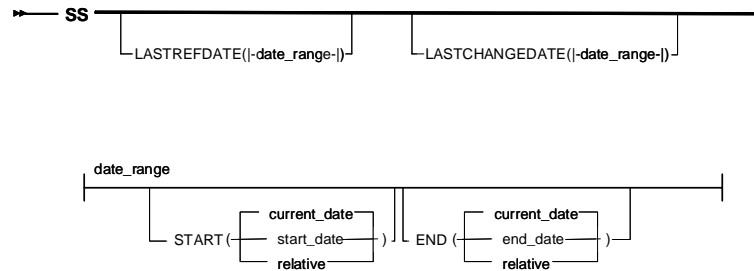 SS
LASTREFDATE(|-date_range-|) LASTCHANGEDATE(|-date_range-|)
date_range
current_date current_date
START( start_date ) END ( end_date )
relative relative